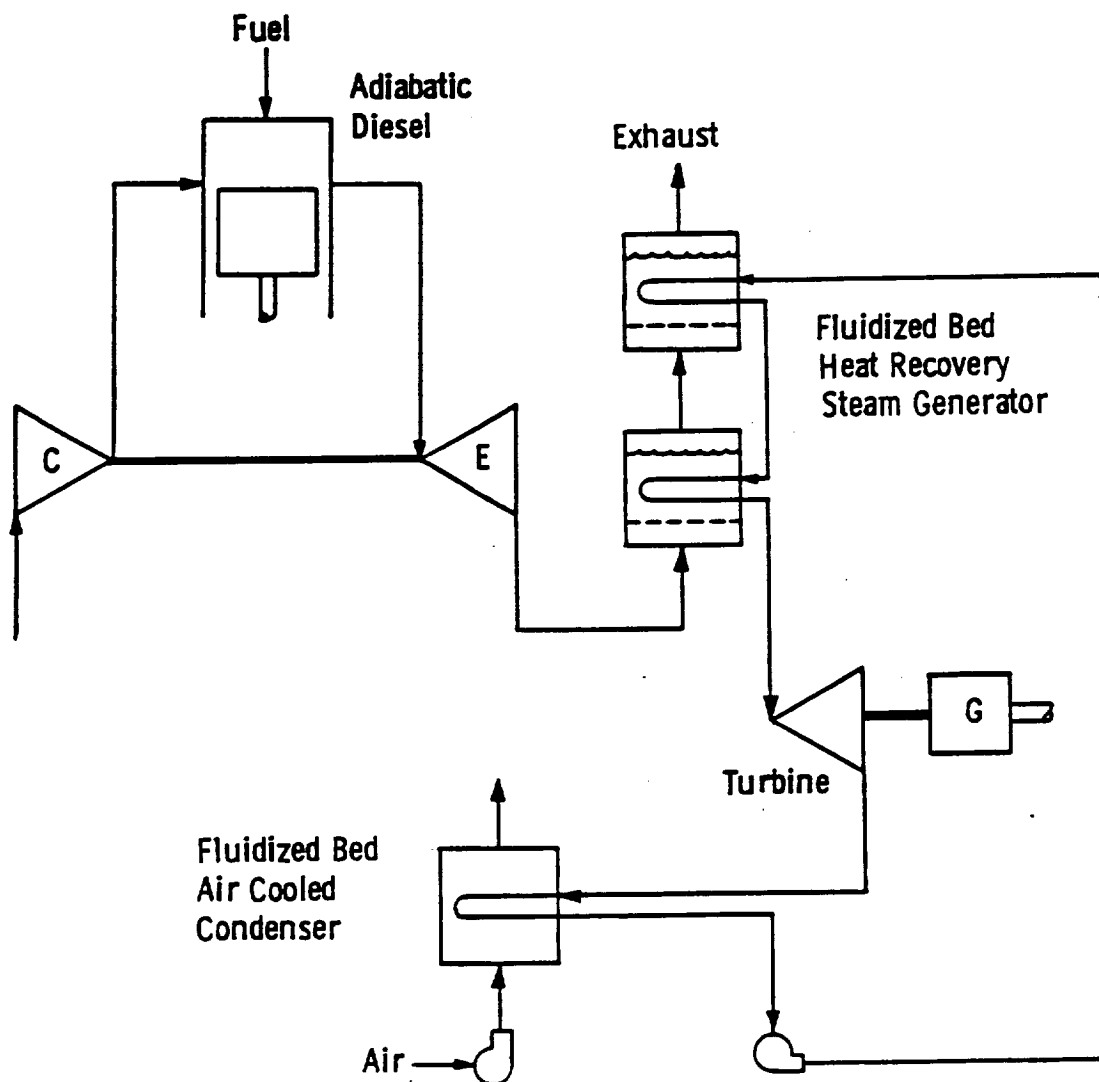 Fuel
Adiabatic
Diesel
Exhaust
Fluidized Bed
Heat Recovery
Steam Generator
C
E
G
Turbine
Fluidized Bed
Air Cooled
Condenser
Air